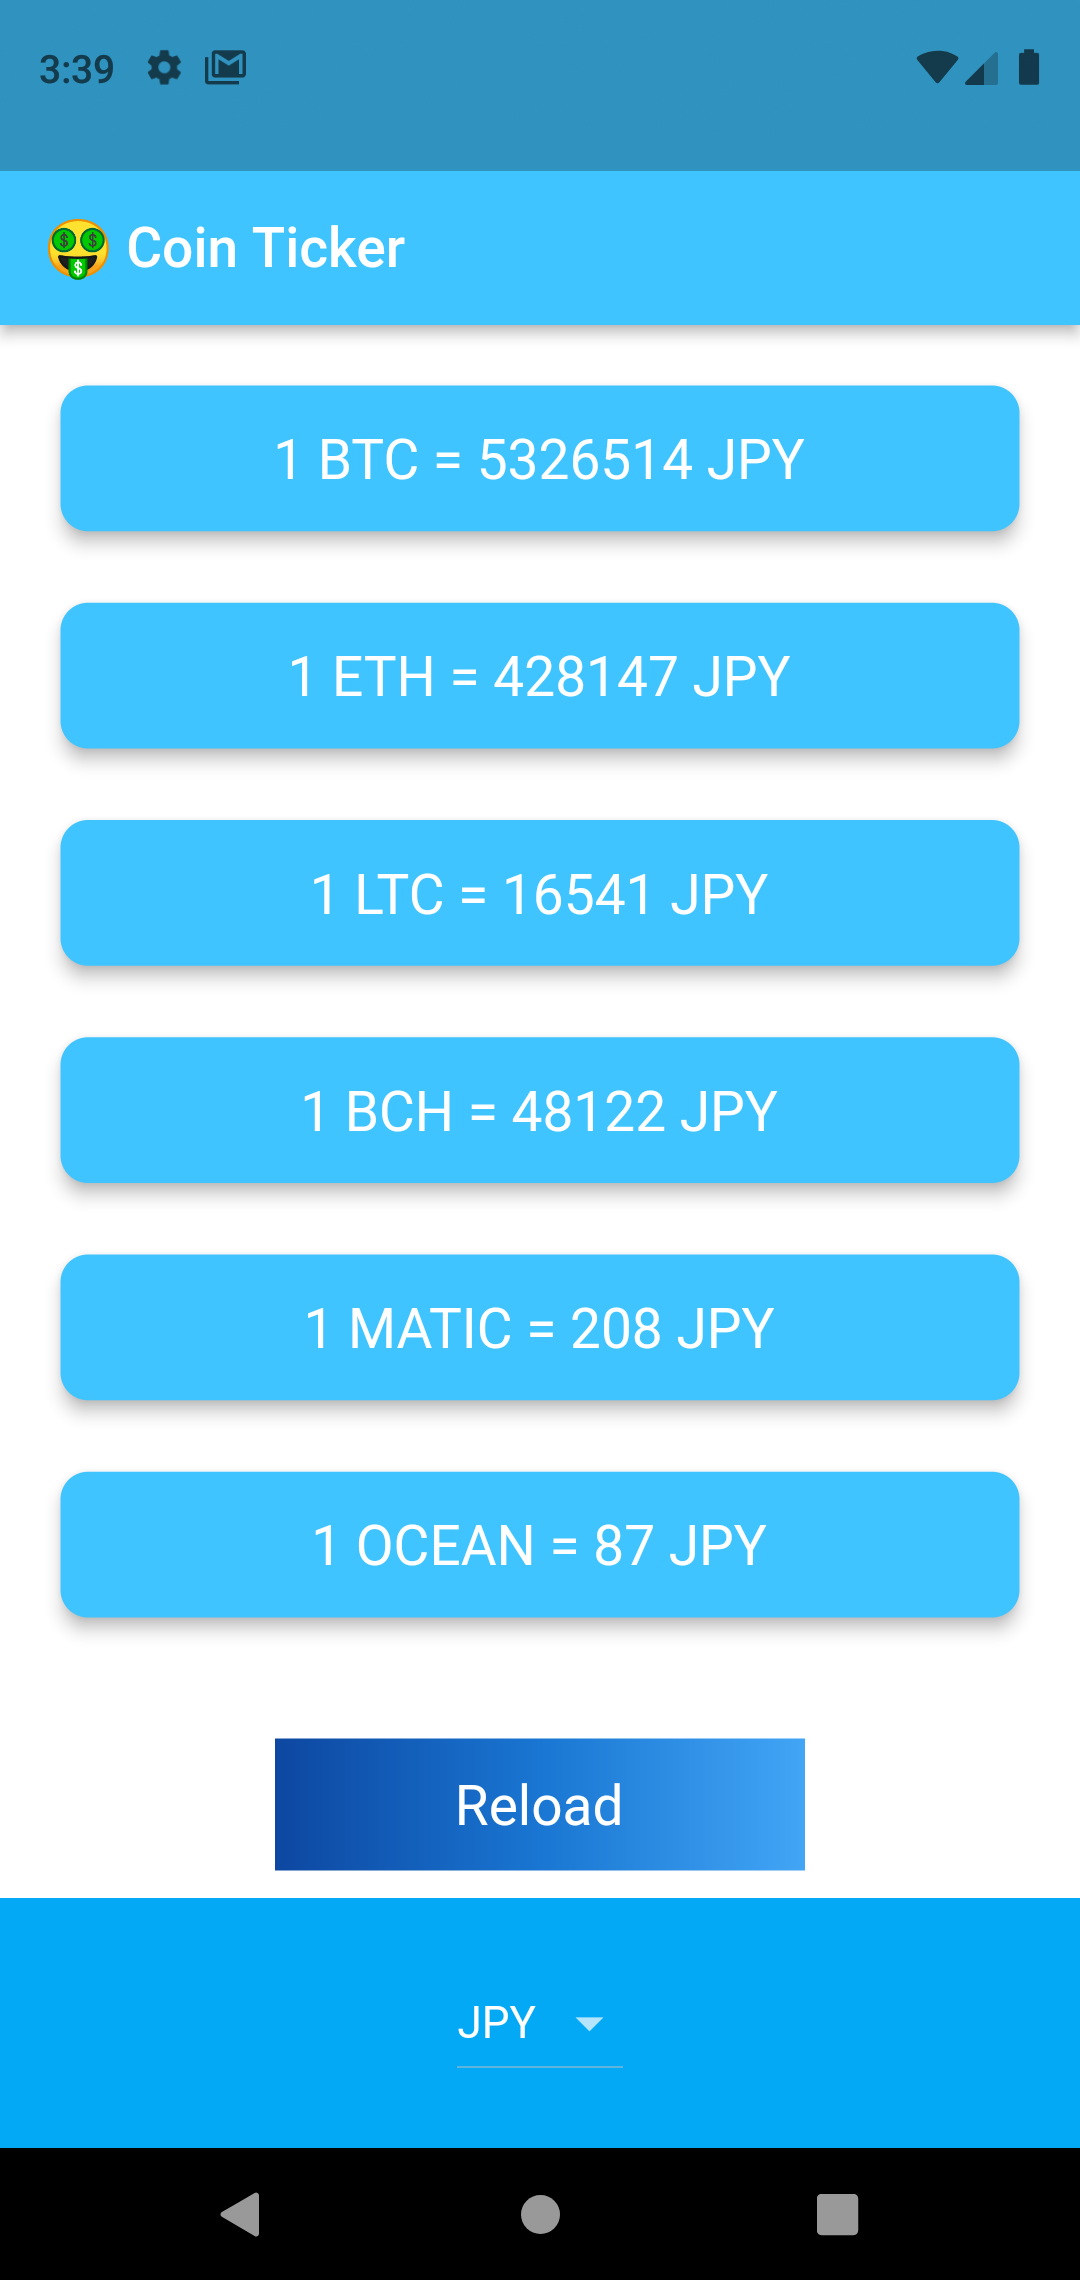 3:39
🤑 Coin Ticker
1 BTC = 5326514 JPY
1 ETH = 428147 JPY
1 LTC = 16541 JPY
1 BCH = 48122 JPY
1 MATIC = 208 JPY
1 OCEAN = 87 JPY
Reload
JPY